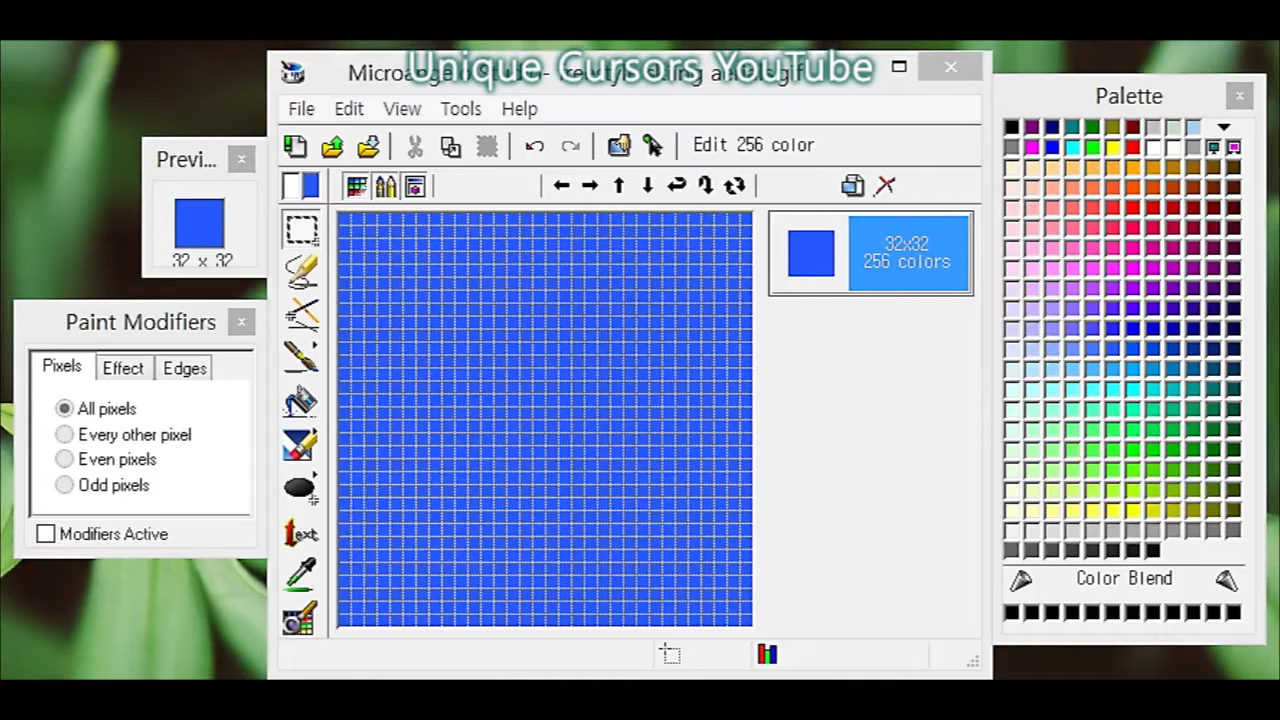 Unique Cursors YouTube
File Edit View Tools Help
Edit 256 color
Previ...
32 x 32
32x32
256 colors
Paint Modifiers
Pixels Effect Edges
All pixels
Every other pixel
Even pixels
Odd pixels
Modifiers Active
text
Palette
Color Blend